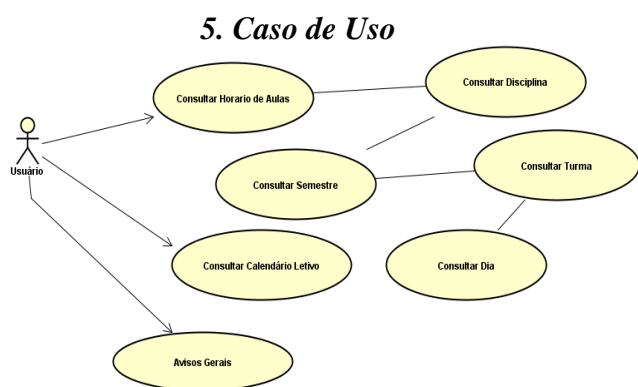 5. Caso de Uso
Consultar Disciplina
Consultar Horario de Aulas
Usuário
Consultar Turma
Consultar Semestre
Consultar Calendário Letivo
Consultar Dia
Avisos Gerais